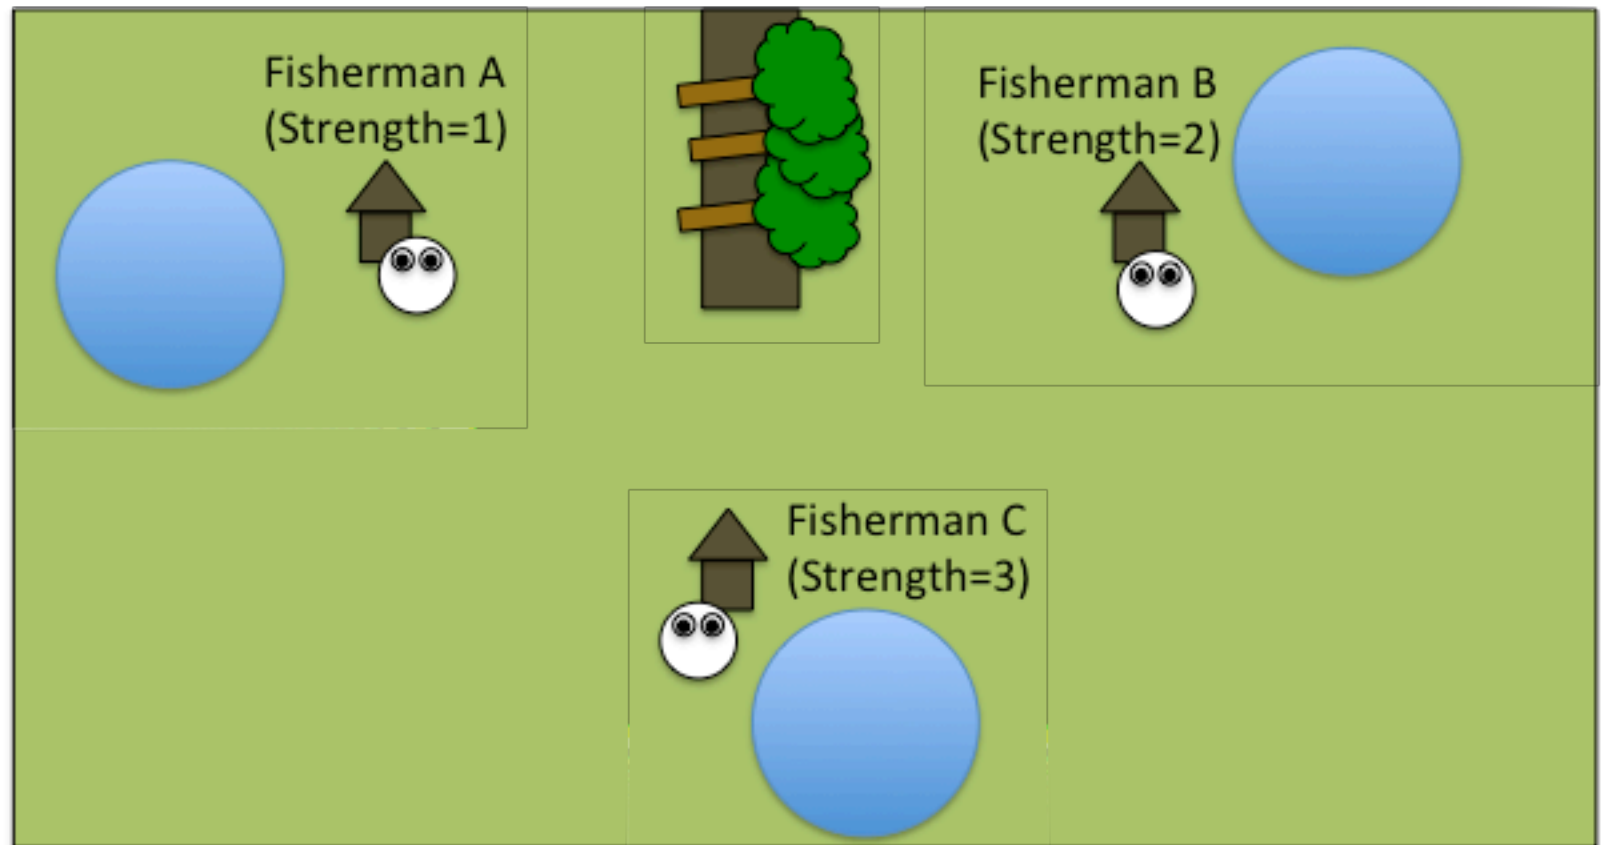 Fisherman A
(Strength=1)
Fisherman B
(Strength=2)
Fisherman C
(Strength=3)